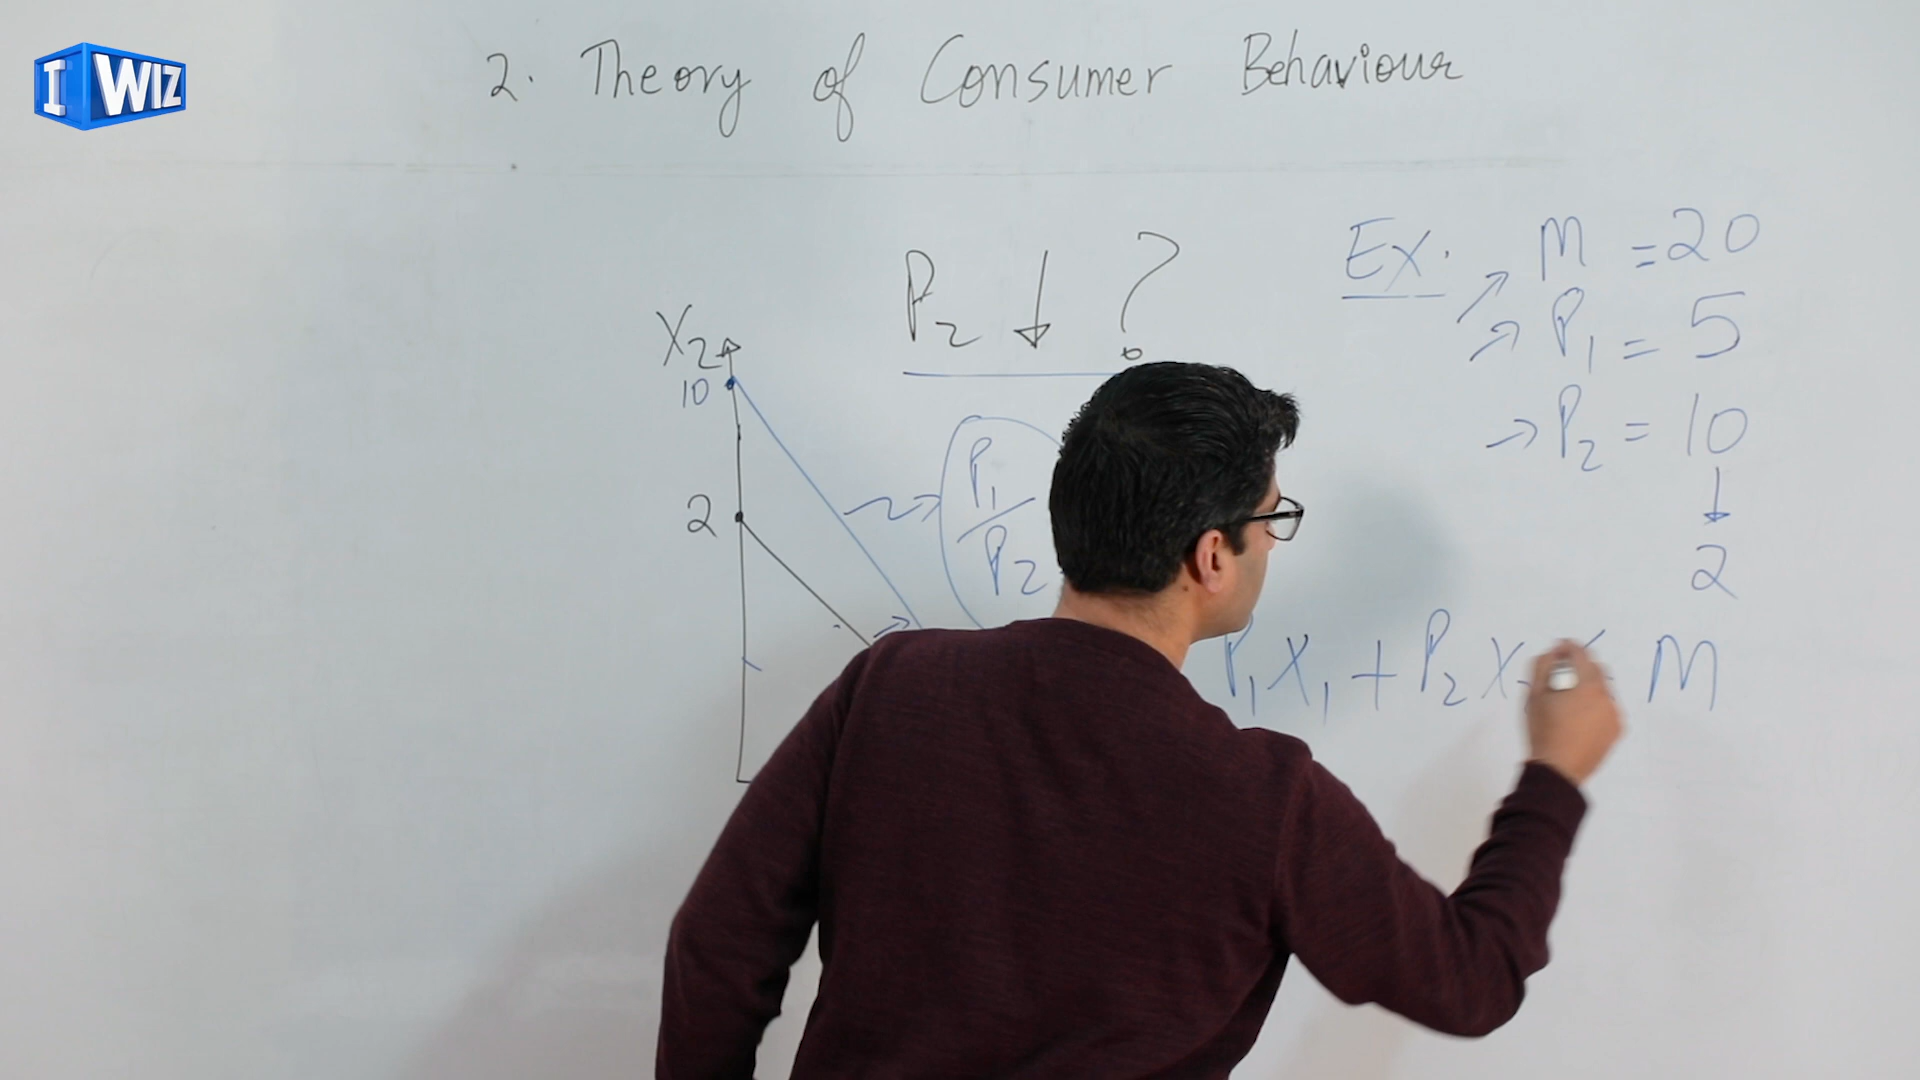 I WIZ
2. Theory of Consumer Behaviour
P2 ↓ ?
X2
10
2
P1
P2
Ex. M = 20
→ P1 = 5
→ P2 = 10
↓
2
P1X1 + P2X M